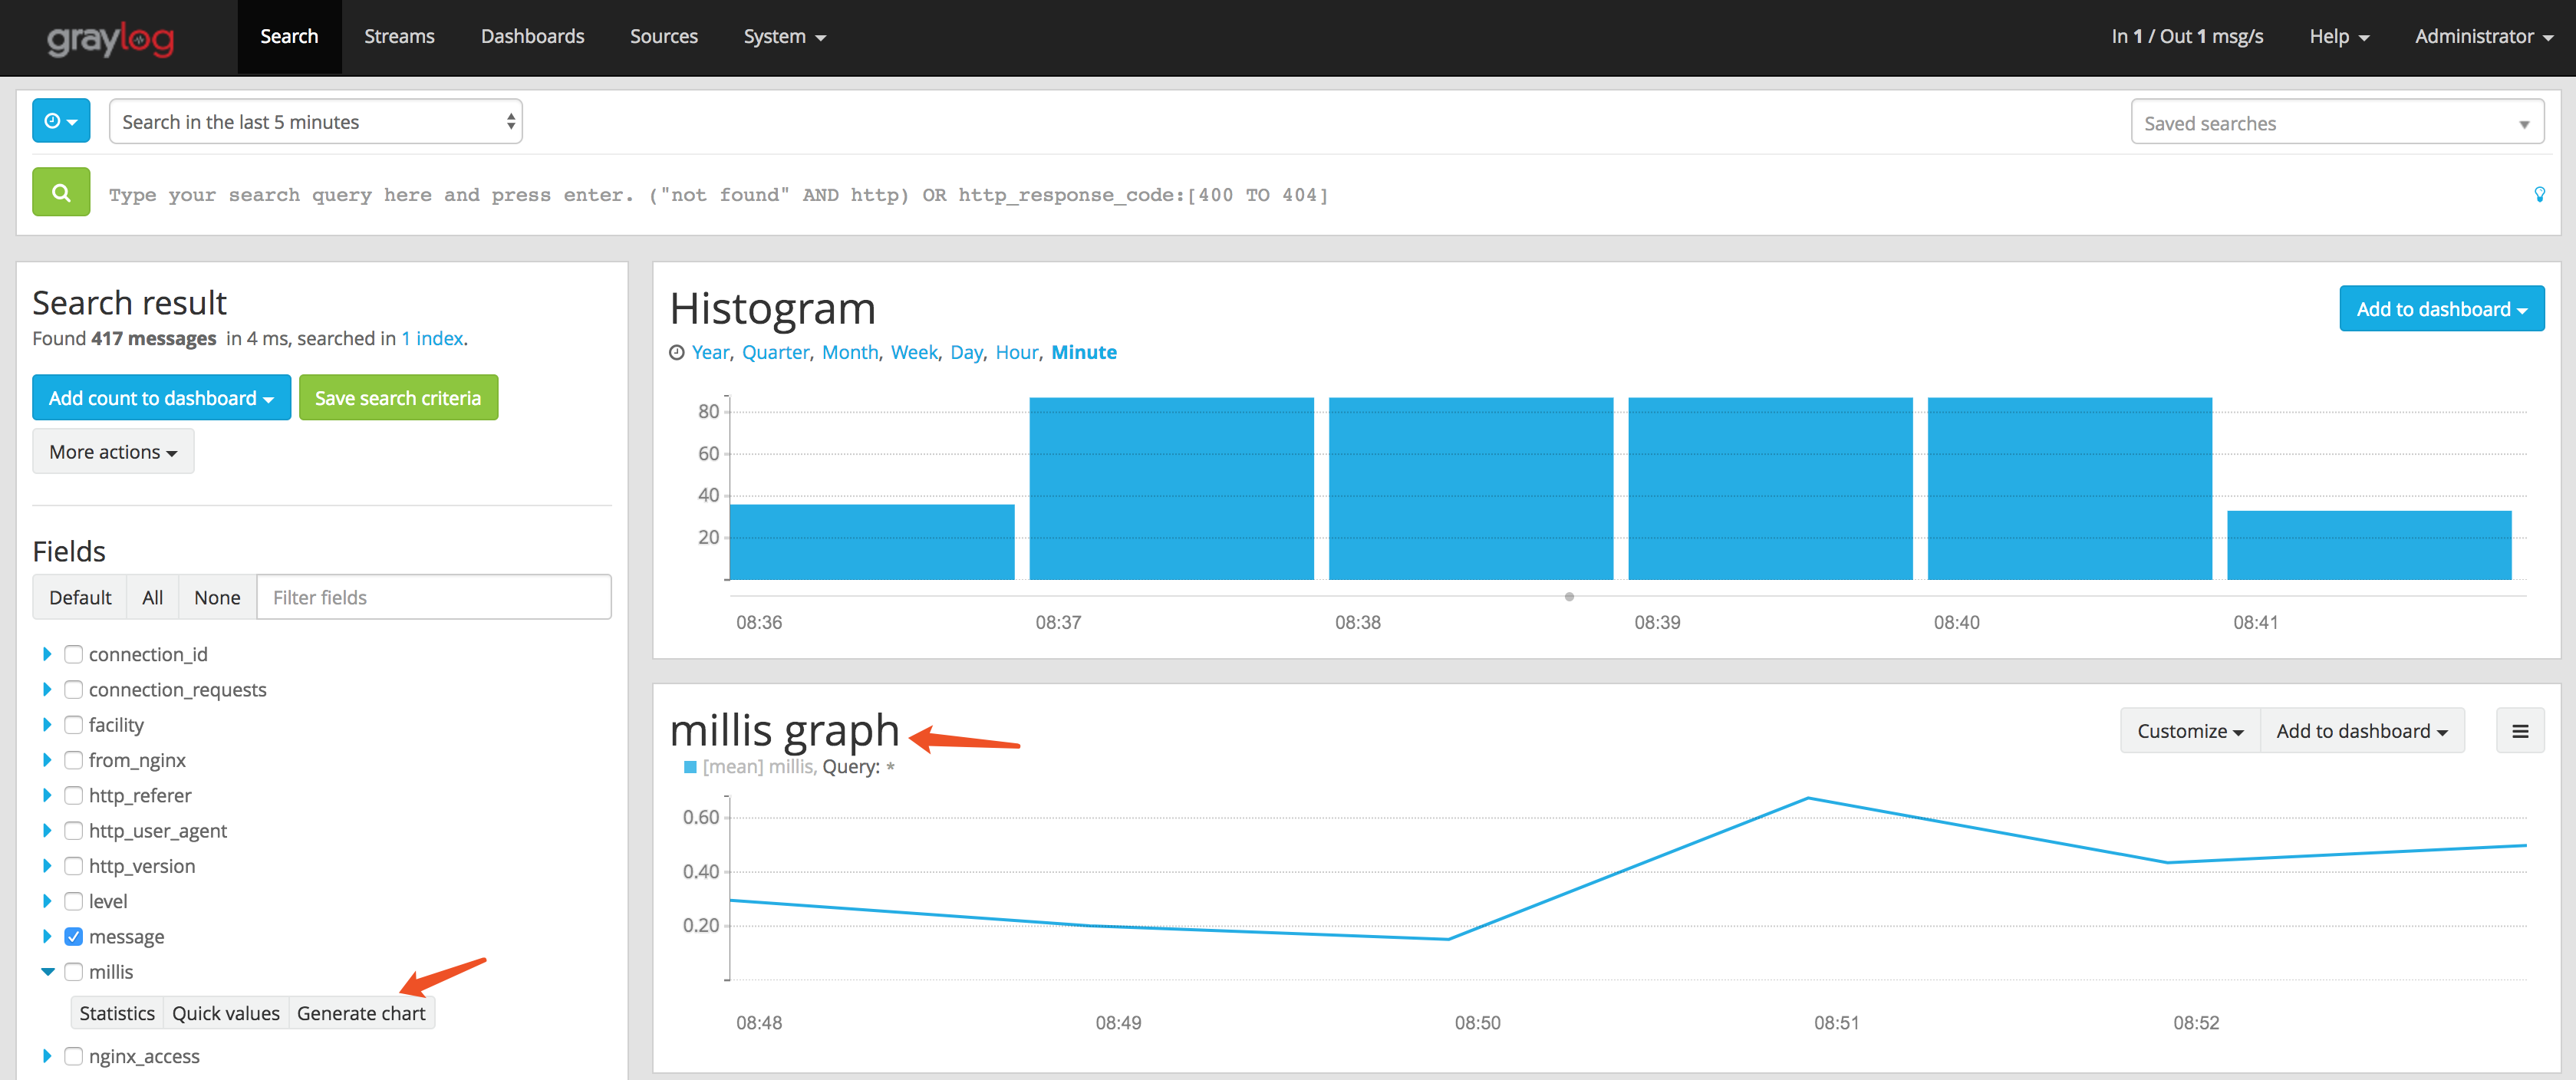 graylog Search Streams Dashboards Sources System In 1 / Out 1 msg/s Help Administrator
Search in the last 5 minutes Saved searches
Type your search query here and press enter. ("not found" AND http) OR http_response_code:[400 TO 404]
Search result
Found 417 messages in 4 ms, searched in 1 index.
Add count to dashboard Save search criteria
More actions
Fields
Default All None Filter fields
connection_id
connection_requests
facility
from_nginx
http_referer
http_user_agent
http_version
level
message
millis
Statistics Quick values Generate chart
nginx_access
Histogram Add to dashboard
Year, Quarter, Month, Week, Day, Hour, Minute
80
60
40
20
08:36 08:37 08:38 08:39 08:40 08:41
millis graph Customize Add to dashboard
[mean] millis, Query: *
0.60
0.40
0.20
08:48 08:49 08:50 08:51 08:52